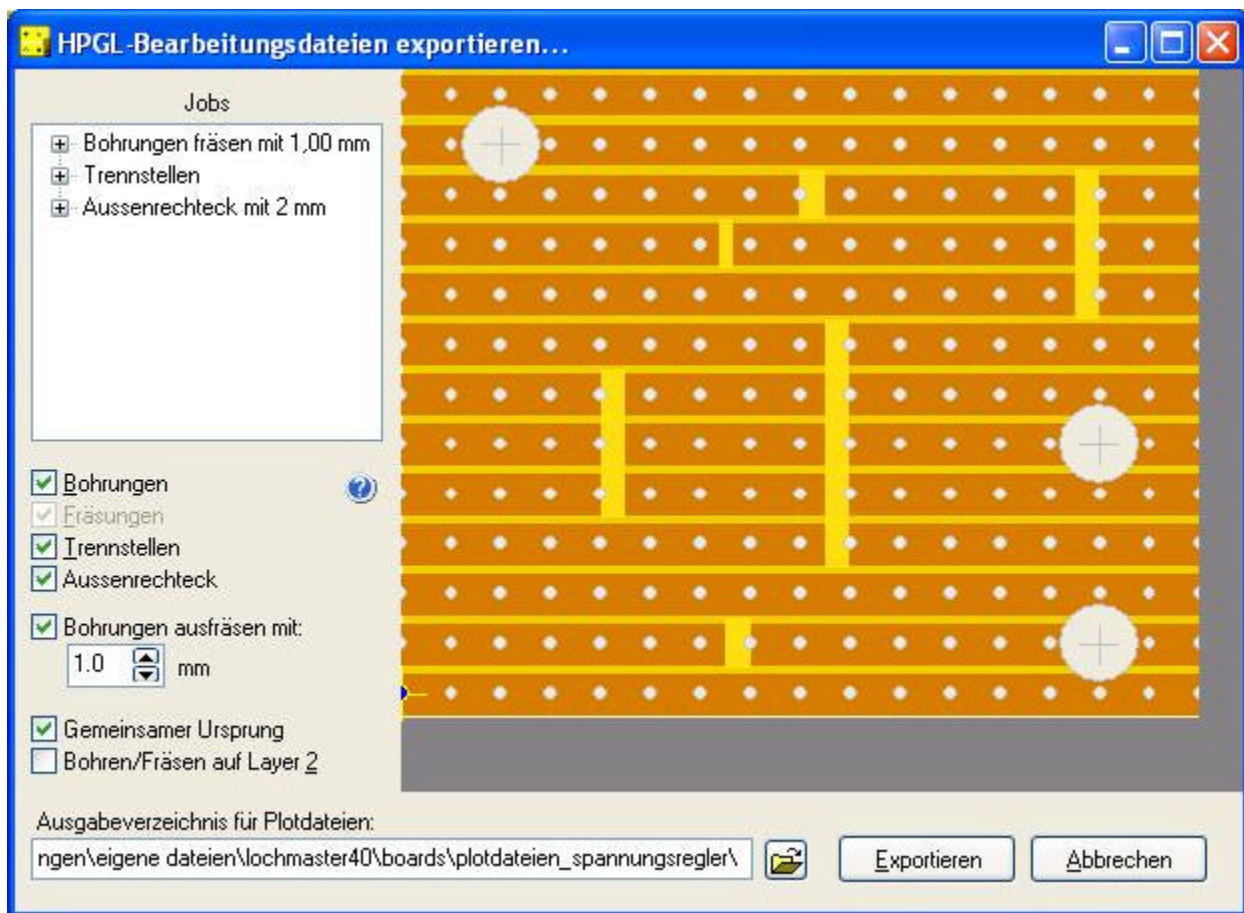 HPGL-Bearbeitungsdateien exportieren...
Jobs
Bohrungen fräsen mit 1,00 mm
Trennstellen
Aussenrechteck mit 2 mm
Bohrungen
Fräsungen
Trennstellen
Aussenrechteck
Bohrungen ausfräsen mit:
1.0 mm
Gemeinsamer Ursprung
Bohren/Fräsen auf Layer 2
Ausgabeverzeichnis für Plotdateien:
ngen\eigene dateien\lochmaster40\boards\plotdateien_spannungsregler\
Exportieren
Abbrechen